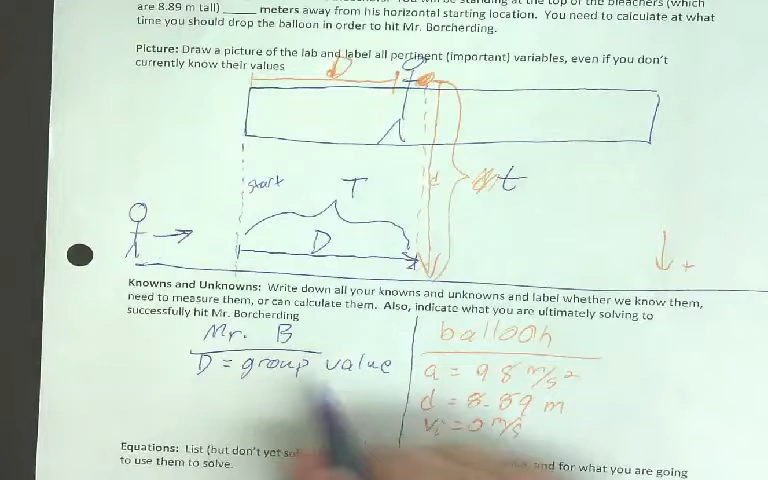 are 8.89 m tall) ______ meters away from his horizontal starting location. You need to calculate at what
time you should drop the balloon in order to hit Mr. Borcherding.
Picture: Draw a picture of the lab and label all pertinent (important) variables, even if you don't
currently know their values
D
start
T
D
d
t
+
Knowns and Unknowns: Write down all your knowns and unknowns and label whether we know them,
need to measure them, or can calculate them. Also, indicate what you are ultimately solving to
successfully hit Mr. Borcherding
Mr. B
D = group value
balloon
a = 9.8 m/s²
d = 8.89 m
Vi = 0 m/s
Equations: List (but don't yet
and for what you are going
to use them to solve.